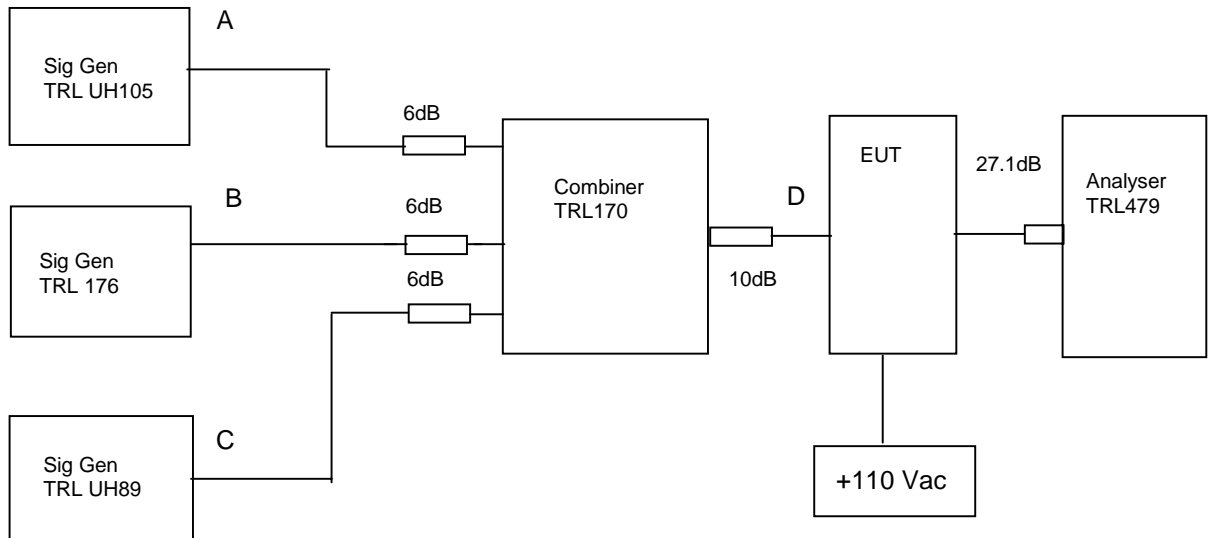 A
Sig Gen
TRL UH105
6dB
Combiner
TRL170
EUT
27.1dB
Analyser
TRL479
B
6dB
D
Sig Gen
TRL 176
6dB
10dB
C
Sig Gen
TRL UH89
+110 Vac